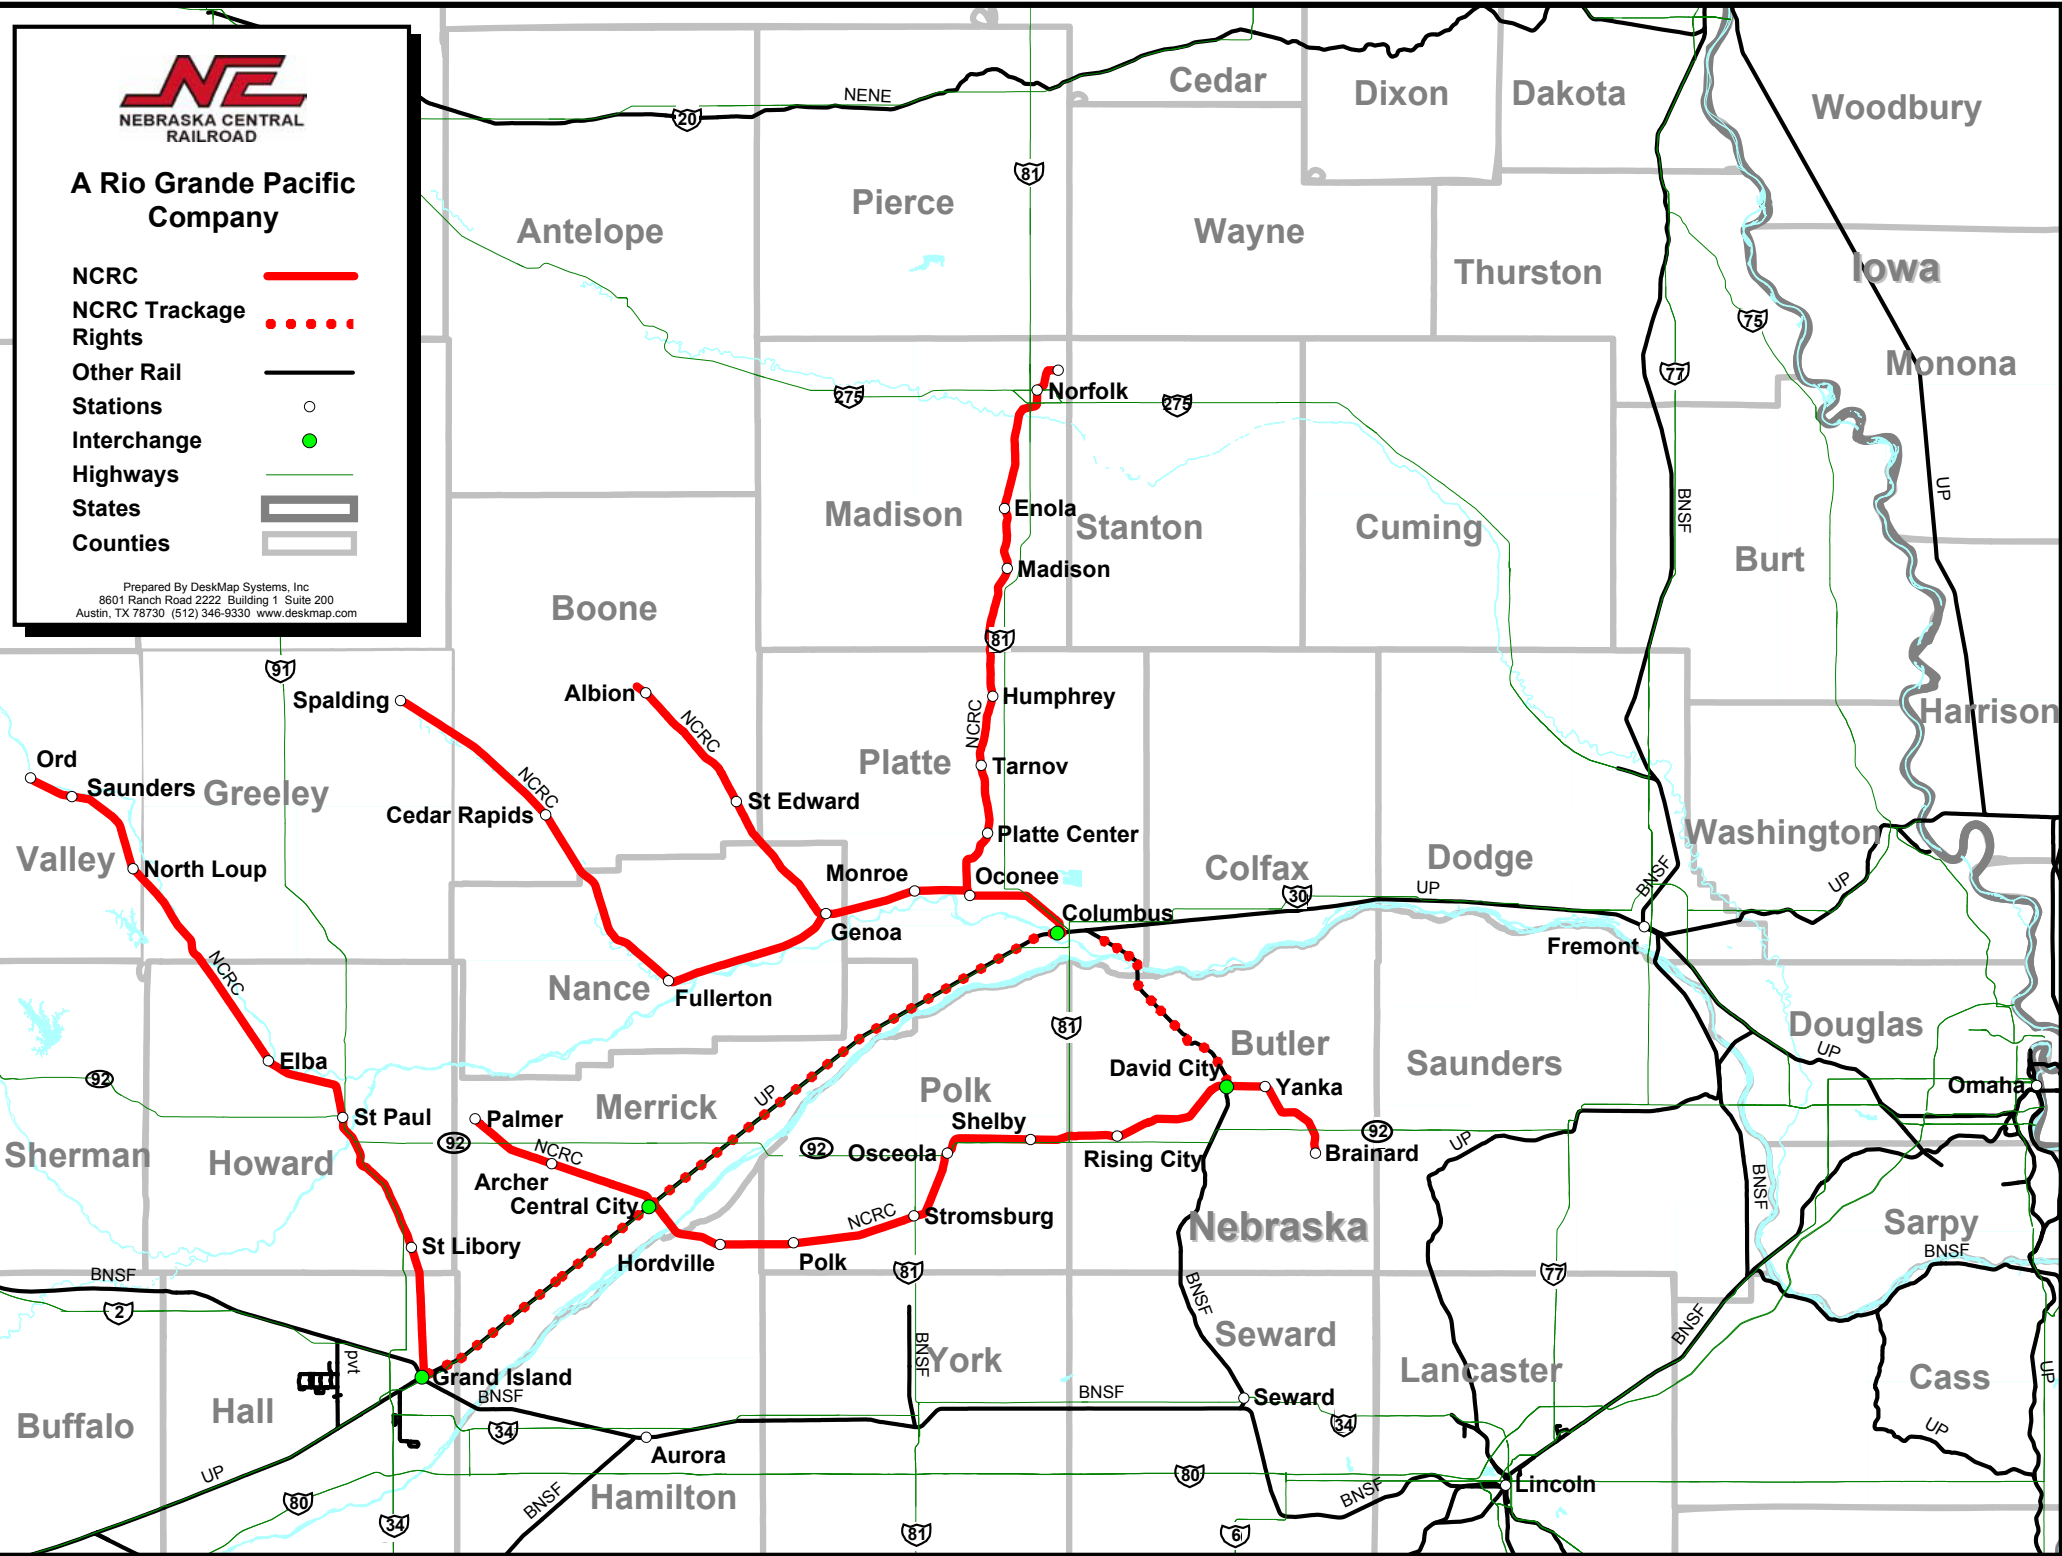 NE
NEBRASKA CENTRAL
RAILROAD
A Rio Grande Pacific
Company
NCRC
NCRC Trackage
Rights
Other Rail
Stations
Interchange
Highways
States
Counties
Prepared By DeskMap Systems, Inc
8601 Ranch Road 2222 Building 1 Suite 200
Austin, TX 78730 (512) 346-9330 www.deskmap.com
Cedar
Dixon
Dakota
Woodbury
NENE
20
81
Pierce
Antelope
Wayne
Thurston
Iowa
75
77
Monona
275
Norfolk
275
UP
BNSF
Enola
Madison
Stanton
Cuming
Burt
Madison
Boone
81
91
Spalding
Albion
NCRC
Humphrey
NCRC
Harrison
Ord
Saunders
Greeley
NCRC
Platte
Tarnov
Cedar Rapids
St Edward
Platte Center
Washington
Valley
North Loup
Monroe
Oconee
Colfax
Dodge
BNSF
UP
30
UP
Columbus
Genoa
Fremont
NCRC
Nance
Fullerton
81
Butler
Douglas
UP
Elba
92
David City
Yanka
Saunders
Omaha
UP
Polk
Merrick
Palmer
St Paul
Shelby
92
92
92
Osceola
Rising City
Brainard
UP
NCRC
Sherman
Howard
Archer
Central City
BNSF
NCRC
Stromsburg
Nebraska
Sarpy
St Libory
Hordville
Polk
BNSF
BNSF
81
77
2
BNSF
BNSF
Seward
BNSF
York
pvt
Lancaster
UP
Cass
Grand Island
BNSF
BNSF
Seward
Hall
Buffalo
34
34
UP
Aurora
UP
80
80
BNSF
Lincoln
Hamilton
BNSF
34
81
6